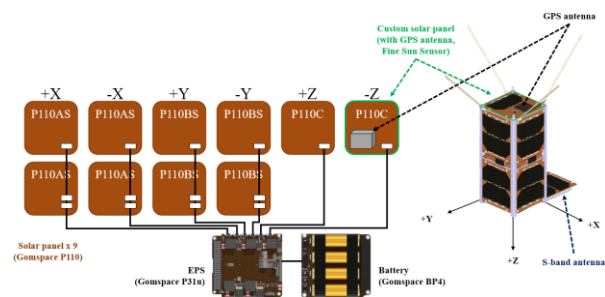 GPS antenna
Custom solar panel
(with GPS antenna,
Fine Sun Sensor)
+X -X +Y -Y +Z -Z
P110AS P110AS P110BS P110BS P110C P110C
P110AS P110AS P110BS P110BS
+Y
+X
+Z
S-band antenna
Solar panel x 9
(Gomspace P110)
EPS
(Gomspace P31u)
Battery
(Gomspace BP4)